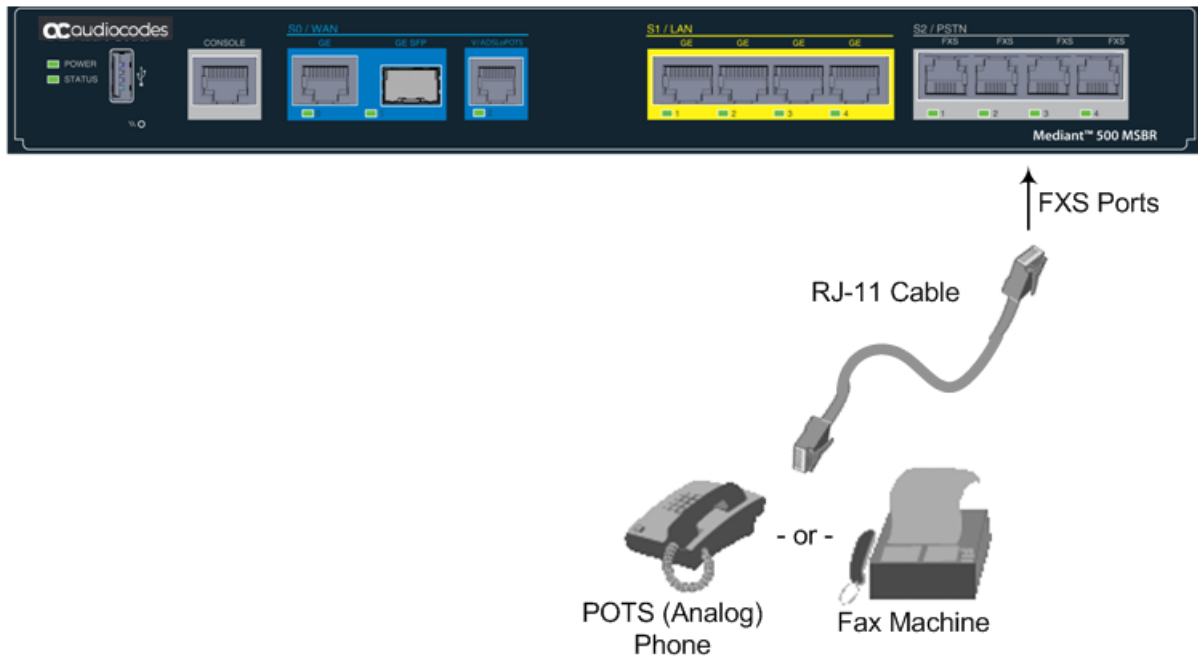 audiocodes
S0 / WAN
S1 / LAN
S2 / PSTN
CONSOLE
GE
GE SFP
V/ADSLoPOTS
GE
GE
GE
GE
FXS
FXS
FXS
FXS
POWER
STATUS
1
2
3
4
1
2
3
4
Mediant™ 500 MSBR
FXS Ports
RJ-11 Cable
- or -
POTS (Analog)
Phone
Fax Machine